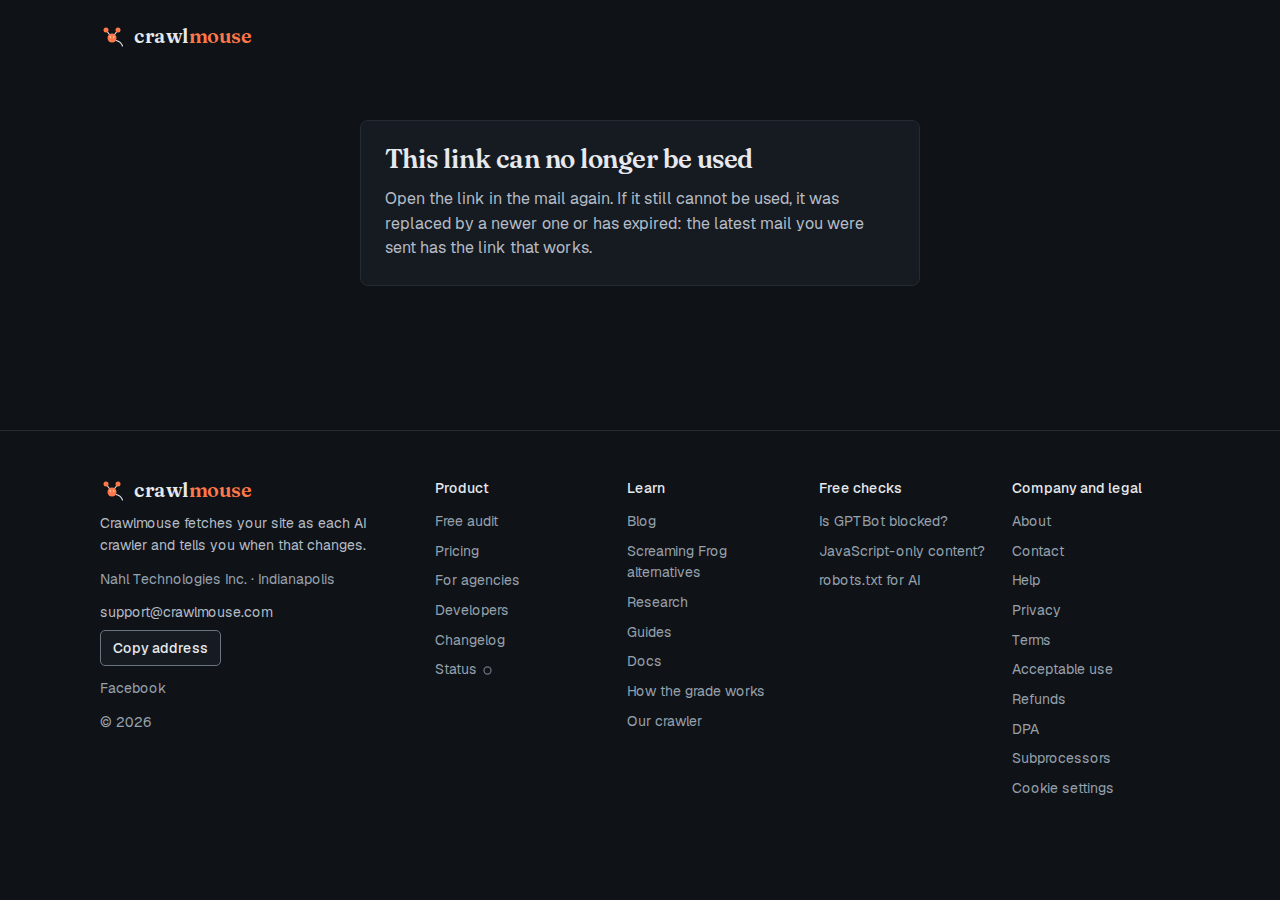 crawlmouse
This link can no longer be used
Open the link in the mail again. If it still cannot be used, it was
replaced by a newer one or has expired: the latest mail you were
sent has the link that works.
crawlmouse
Crawlmouse fetches your site as each AI
crawler and tells you when that changes.
Nahl Technologies Inc. · Indianapolis
support@crawlmouse.com
Copy address
Facebook
© 2026
Product
Free audit
Pricing
For agencies
Developers
Changelog
Status
Learn
Blog
Screaming Frog
alternatives
Research
Guides
Docs
How the grade works
Our crawler
Free checks
Is GPTBot blocked?
JavaScript-only content?
robots.txt for AI
Company and legal
About
Contact
Help
Privacy
Terms
Acceptable use
Refunds
DPA
Subprocessors
Cookie settings